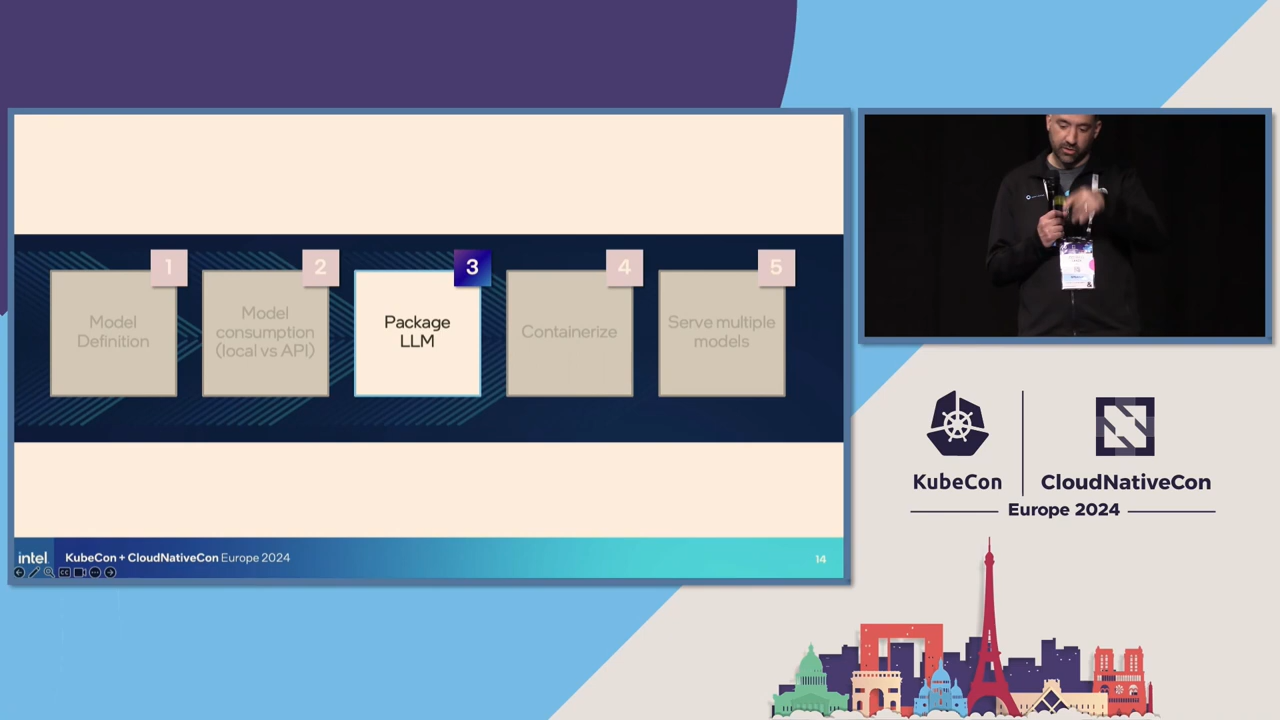 1
Model
Definition
2
Model
consumption
(local vs API)
3
Package
LLM
4
Containerize
5
Serve multiple
models
intel
KubeCon + CloudNativeCon Europe 2024
14
KubeCon
CloudNativeCon
Europe 2024